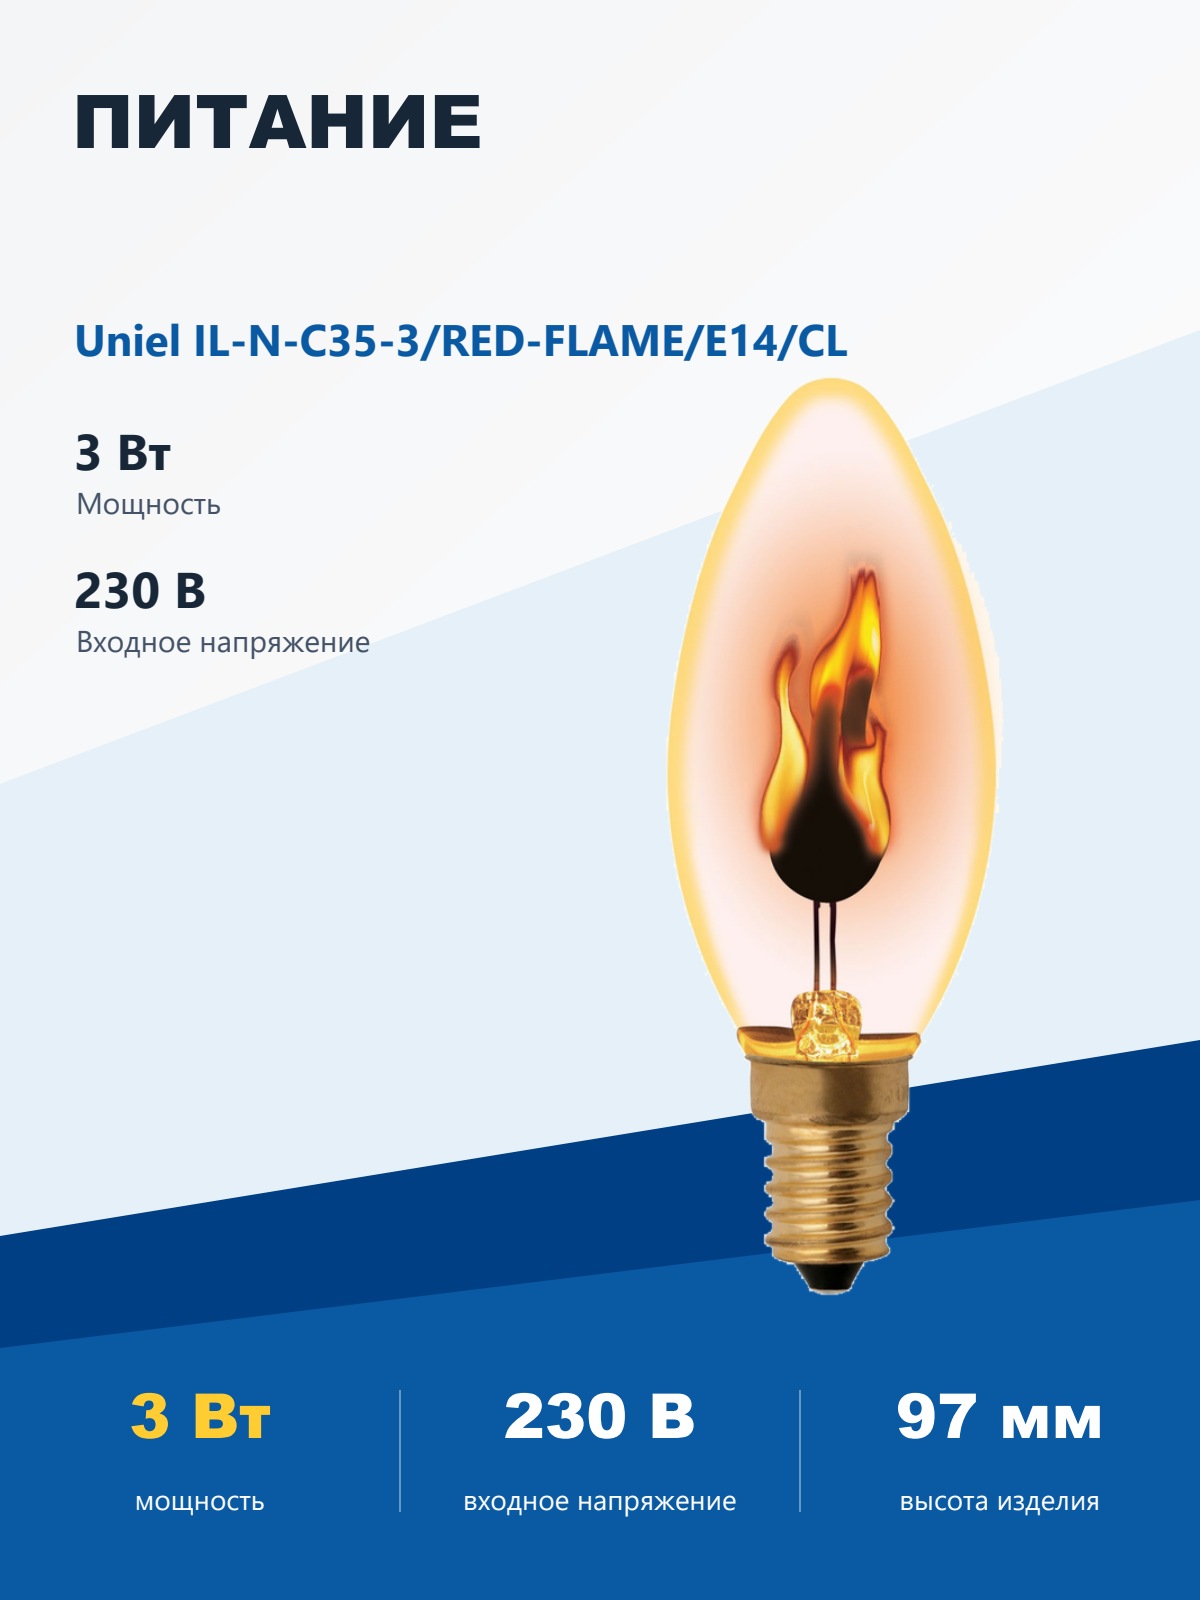 ПИТАНИЕ
Uniel IL-N-C35-3/RED-FLAME/E14/CL
3 Вт
Мощность
230 В
Входное напряжение
3 Вт
мощность
230 В
входное напряжение
97 мм
высота изделия